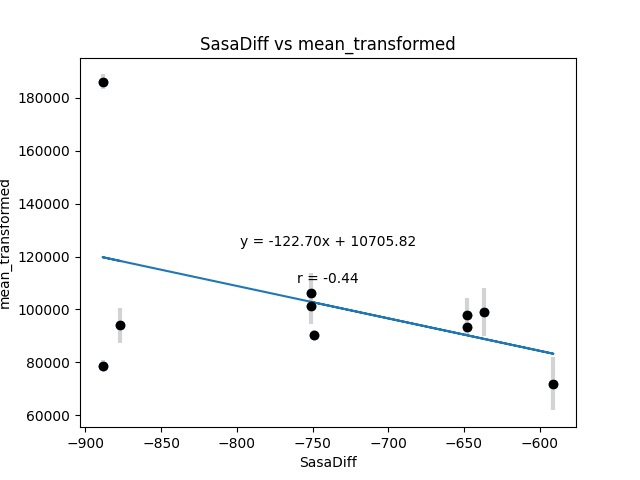 SasaDiff vs mean_transformed
mean_transformed
180000
160000
140000
120000
100000
80000
60000
y = -122.70x + 10705.82
r = -0.44
−900
−850
−800
−750
−700
−650
−600
SasaDiff